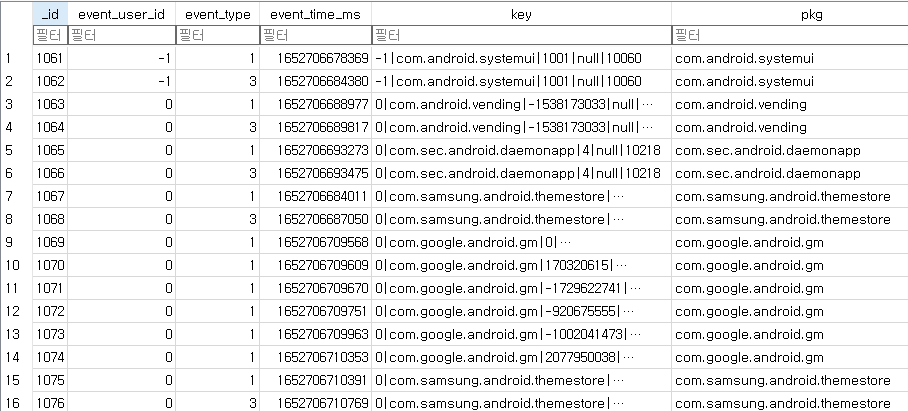 _id event_user_id event_type event_time_ms key pkg
필터 필터 필터 필터 필터 필터
1 1061 -1 1 1652706678369 -1|com.android.systemui|1001|null|10060 com.android.systemui
2 1062 -1 3 1652706684380 -1|com.android.systemui|1001|null|10060 com.android.systemui
3 1063 0 1 1652706688977 0|com.android.vending|-1538173033|null|… com.android.vending
4 1064 0 3 1652706689817 0|com.android.vending|-1538173033|null|… com.android.vending
5 1065 0 1 1652706693273 0|com.sec.android.daemonapp|4|null|10218 com.sec.android.daemonapp
6 1066 0 3 1652706693475 0|com.sec.android.daemonapp|4|null|10218 com.sec.android.daemonapp
7 1067 0 1 1652706684011 0|com.samsung.android.themestore|… com.samsung.android.themestore
8 1068 0 3 1652706687050 0|com.samsung.android.themestore|… com.samsung.android.themestore
9 1069 0 1 1652706709568 0|com.google.android.gm|0|… com.google.android.gm
10 1070 0 1 1652706709609 0|com.google.android.gm|170320615|… com.google.android.gm
11 1071 0 1 1652706709670 0|com.google.android.gm|-1729622741|… com.google.android.gm
12 1072 0 1 1652706709751 0|com.google.android.gm|-920675555|… com.google.android.gm
13 1073 0 1 1652706709963 0|com.google.android.gm|-1002041473|… com.google.android.gm
14 1074 0 1 1652706710353 0|com.google.android.gm|2077950038|… com.google.android.gm
15 1075 0 1 1652706710391 0|com.samsung.android.themestore|… com.samsung.android.themestore
16 1076 0 3 1652706710769 0|com.samsung.android.themestore|… com.samsung.android.themestore